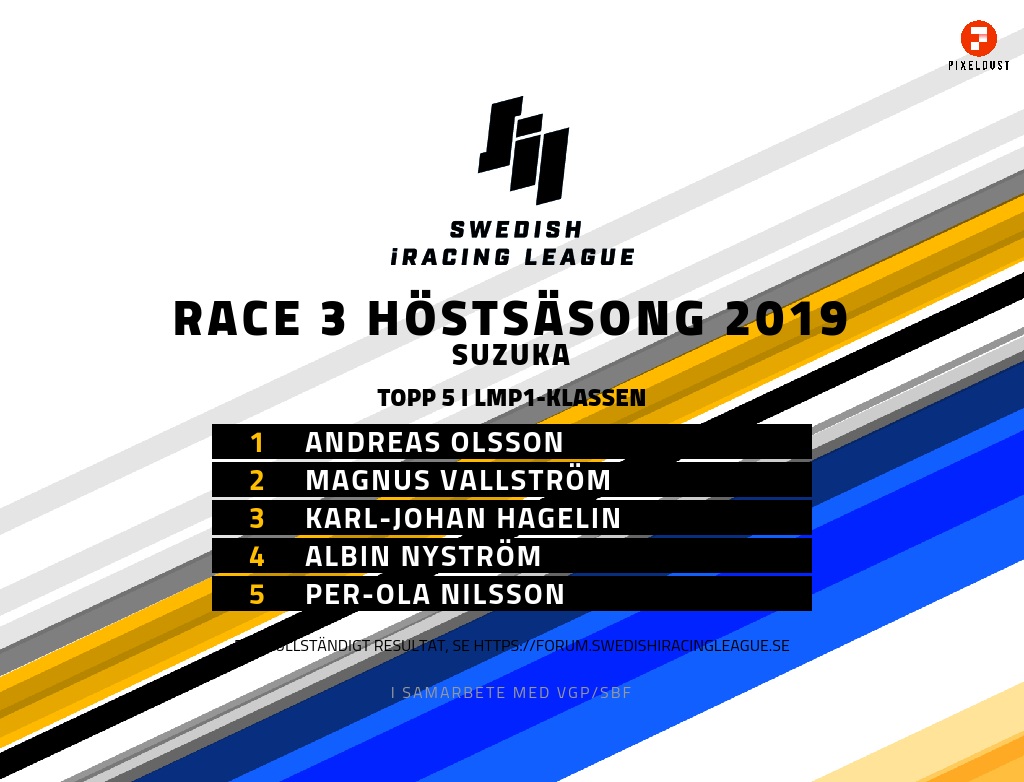 PIXELDUST
SWEDISH
iRACING LEAGUE
RACE 3 HÖSTSÄSONG 2019
SUZUKA
TOPP 5 I LMP1-KLASSEN
1 ANDREAS OLSSON
2 MAGNUS VALLSTRÖM
3 KARL-JOHAN HAGELIN
4 ALBIN NYSTRÖM
5 PER-OLA NILSSON
FÖR FULLSTÄNDIGT RESULTAT, SE HTTPS://FORUM.SWEDISHIRACINGLEAGUE.SE
I SAMARBETE MED VGP/SBF